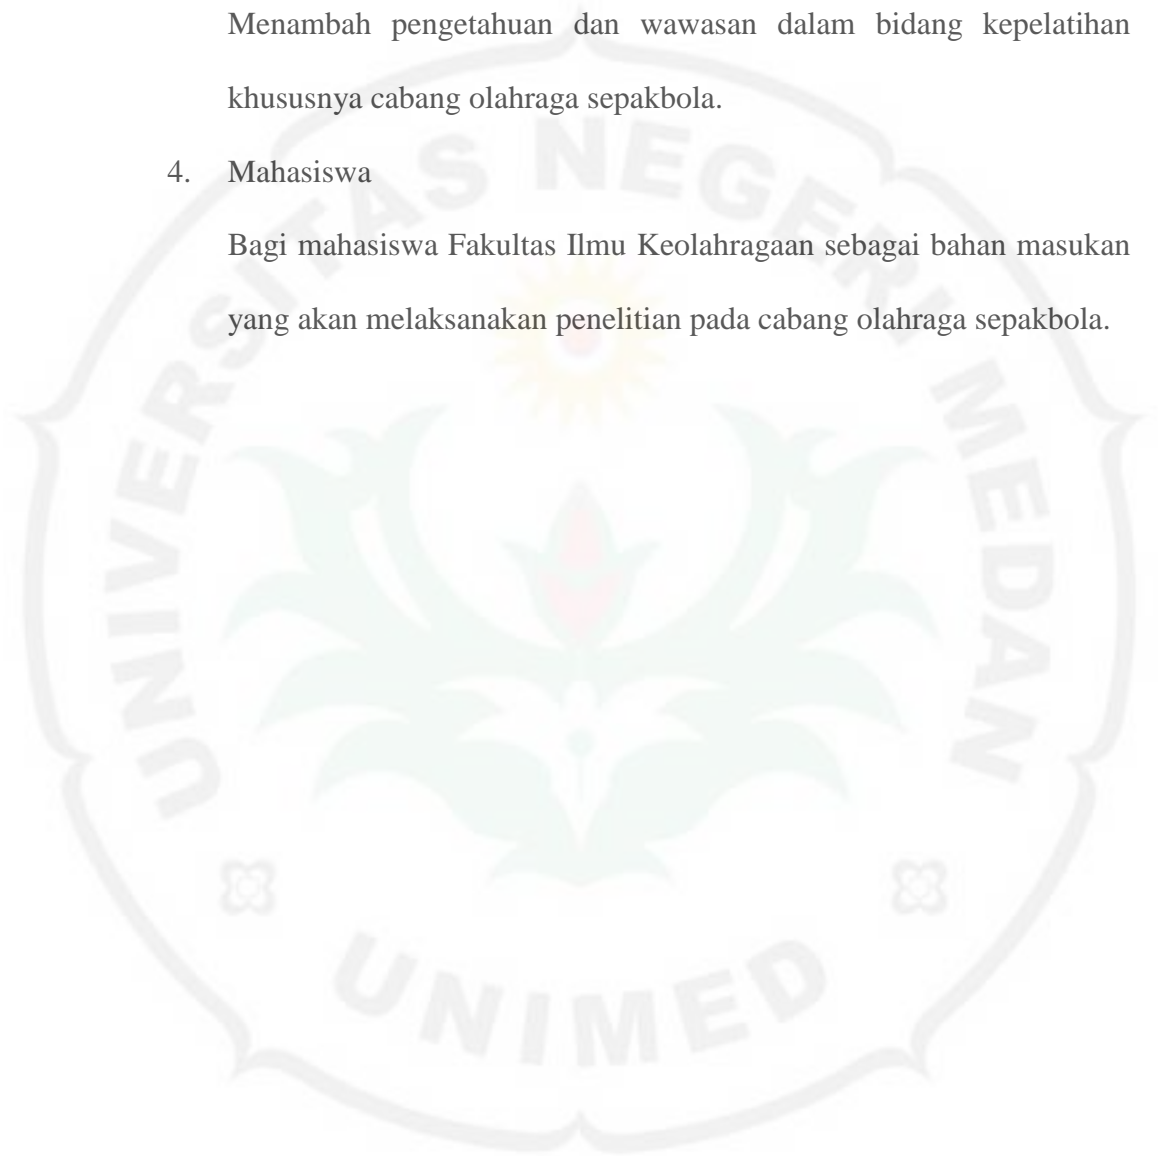 Menambah pengetahuan dan wawasan dalam bidang kepelatihan
khususnya cabang olahraga sepakbola.
4. Mahasiswa
Bagi mahasiswa Fakultas Ilmu Keolahragaan sebagai bahan masukan
yang akan melaksanakan penelitian pada cabang olahraga sepakbola.
UNIVERSITAS NEGERI MEDAN
UNIMED